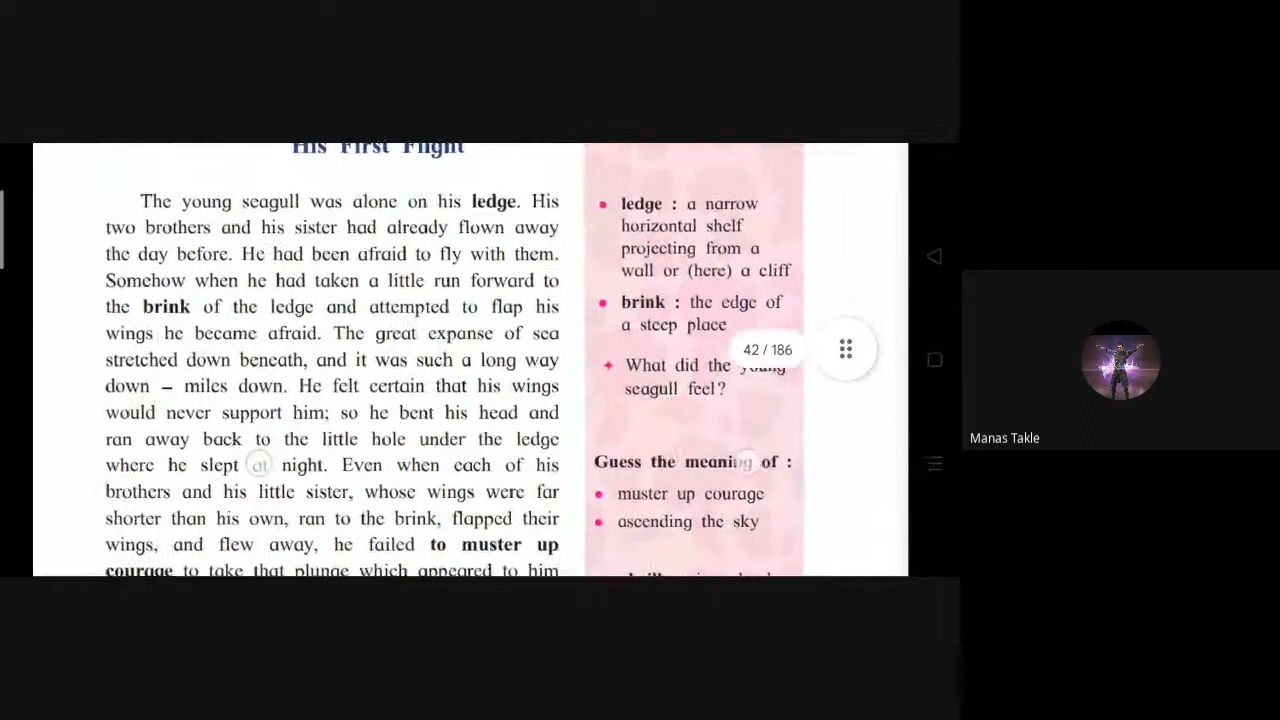 His First Flight
The young seagull was alone on his ledge. His
two brothers and his sister had already flown away
the day before. He had been afraid to fly with them.
Somehow when he had taken a little run forward to
the brink of the ledge and attempted to flap his
wings he became afraid. The great expanse of sea
stretched down beneath, and it was such a long way
down – miles down. He felt certain that his wings
would never support him; so he bent his head and
ran away back to the little hole under the ledge
where he slept at night. Even when each of his
brothers and his little sister, whose wings were far
shorter than his own, ran to the brink, flapped their
wings, and flew away, he failed to muster up
courage to take that plunge which appeared to him
• ledge : a narrow
horizontal shelf
projecting from a
wall or (here) a cliff
• brink : the edge of
a steep place
What did the young
seagull feel?
Guess the meaning of :
• muster up courage
• ascending the sky
42 / 186
Manas Takle